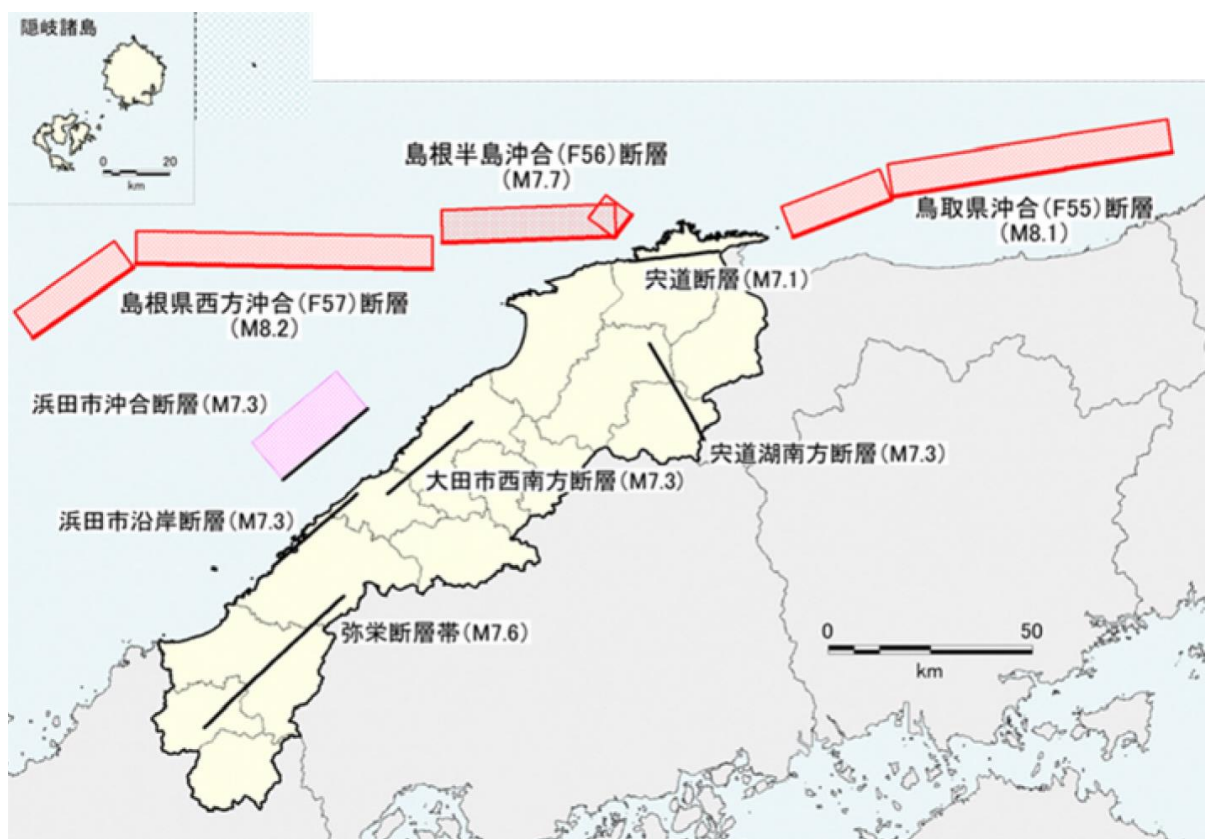 隠岐諸島
0 20
km
島根半島沖合(F56)断層
(M7.7)
鳥取県沖合(F55)断層
(M8.1)
宍道断層(M7.1)
島根県西方沖合(F57)断層
(M8.2)
浜田市沖合断層(M7.3)
宍道湖南方断層(M7.3)
大田市西南方断層(M7.3)
浜田市沿岸断層(M7.3)
弥栄断層帯(M7.6)
0 50
km